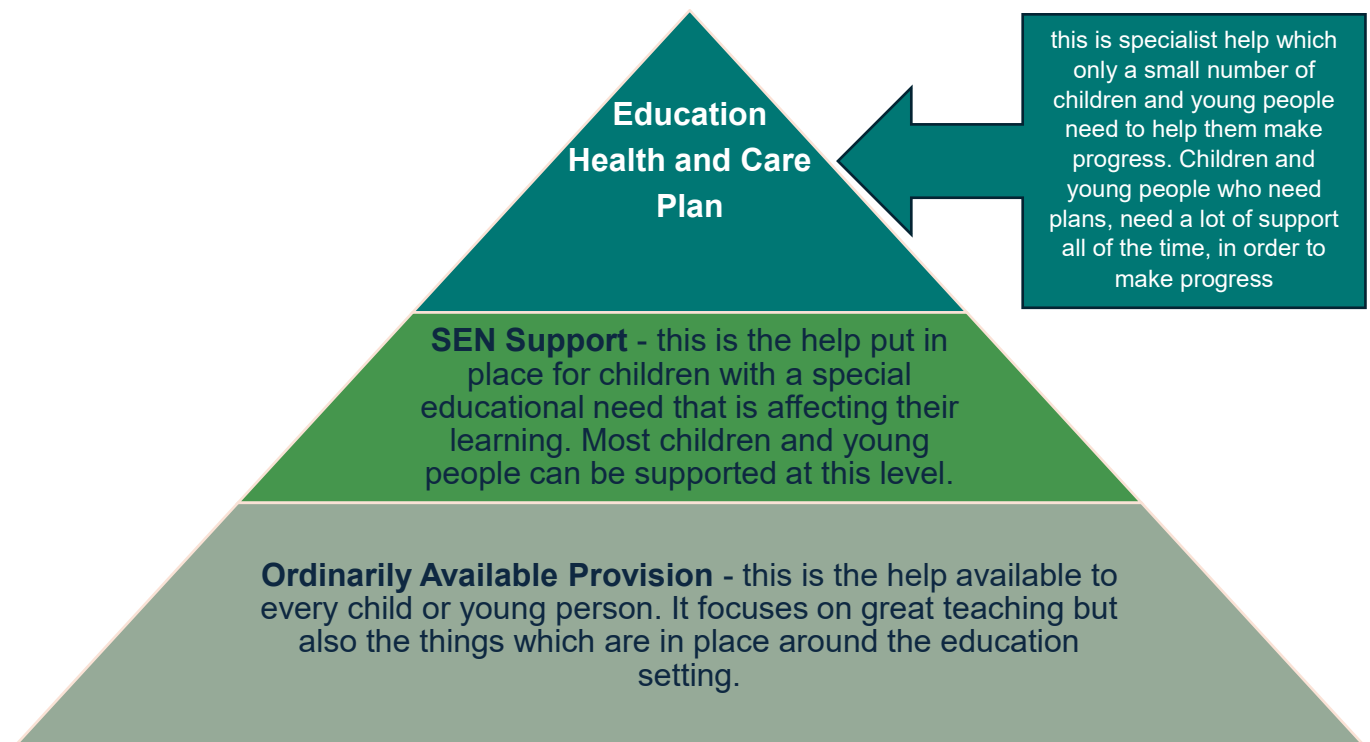 Education
Health and Care
Plan
this is specialist help which
only a small number of
children and young people
need to help them make
progress. Children and
young people who need
plans, need a lot of support
all of the time, in order to
make progress
SEN Support - this is the help put in
place for children with a special
educational need that is affecting their
learning. Most children and young
people can be supported at this level.
Ordinarily Available Provision - this is the help available to
every child or young person. It focuses on great teaching but
also the things which are in place around the education
setting.